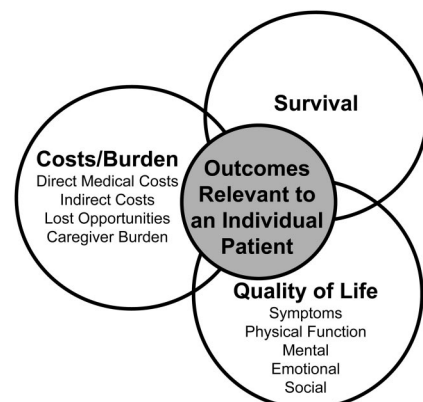 Survival
Costs/Burden
Direct Medical Costs
Indirect Costs
Lost Opportunities
Caregiver Burden
Outcomes
Relevant to
an Individual
Patient
Quality of Life
Symptoms
Physical Function
Mental
Emotional
Social